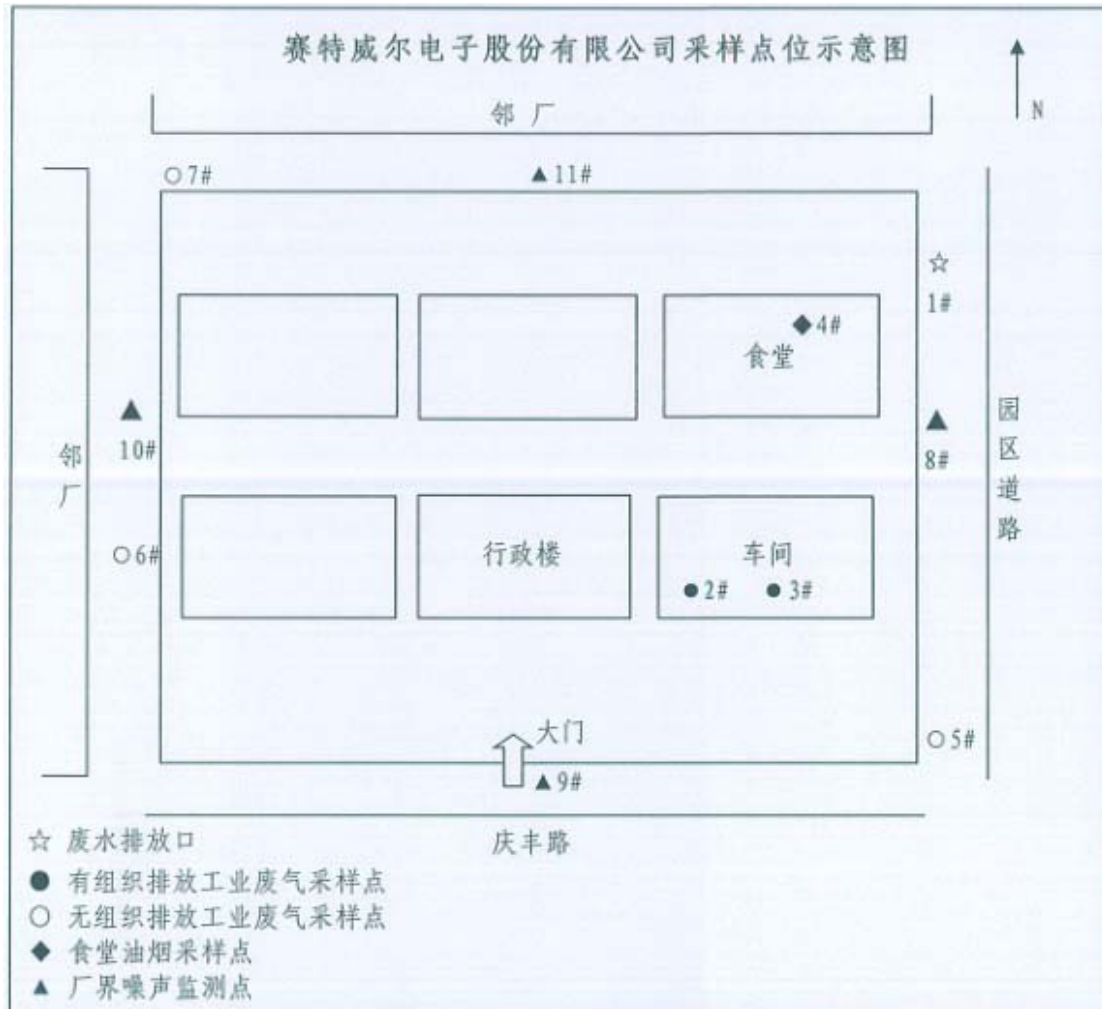 赛特威尔电子股份有限公司采样点位示意图
N
邻厂
7#
11#
1#
4#
食堂
10#
8#
邻厂
园区道路
6#
行政楼
车间
2#
3#
大门
5#
9#
庆丰路
废水排放口
有组织排放工业废气采样点
无组织排放工业废气采样点
食堂油烟采样点
厂界噪声监测点